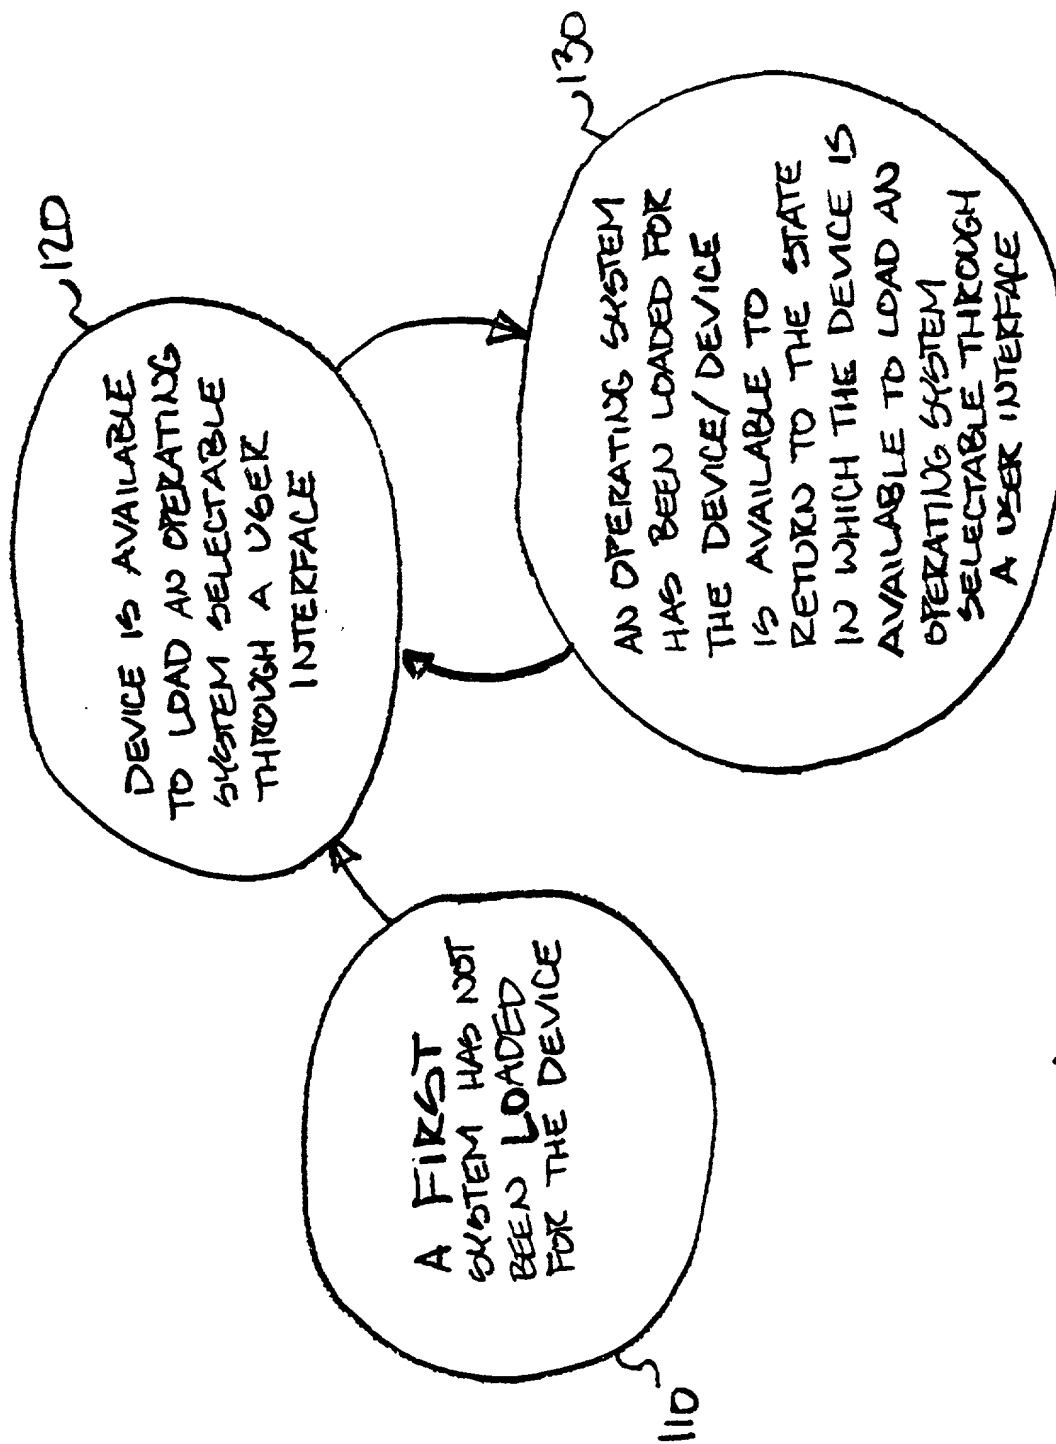 120
DEVICE IS AVAILABLE
TO LOAD AN OPERATING
SYSTEM SELECTABLE
THROUGH A USER
INTERFACE
130
AN OPERATING SYSTEM
HAS BEEN LOADED FOR
THE DEVICE/DEVICE
IS AVAILABLE TO
RETURN TO THE STATE
IN WHICH THE DEVICE IS
AVAILABLE TO LOAD AN
OPERATING SYSTEM
SELECTABLE THROUGH
A USER INTERFACE
A FIRST
SYSTEM HAS NOT
BEEN LOADED
FOR THE DEVICE
110